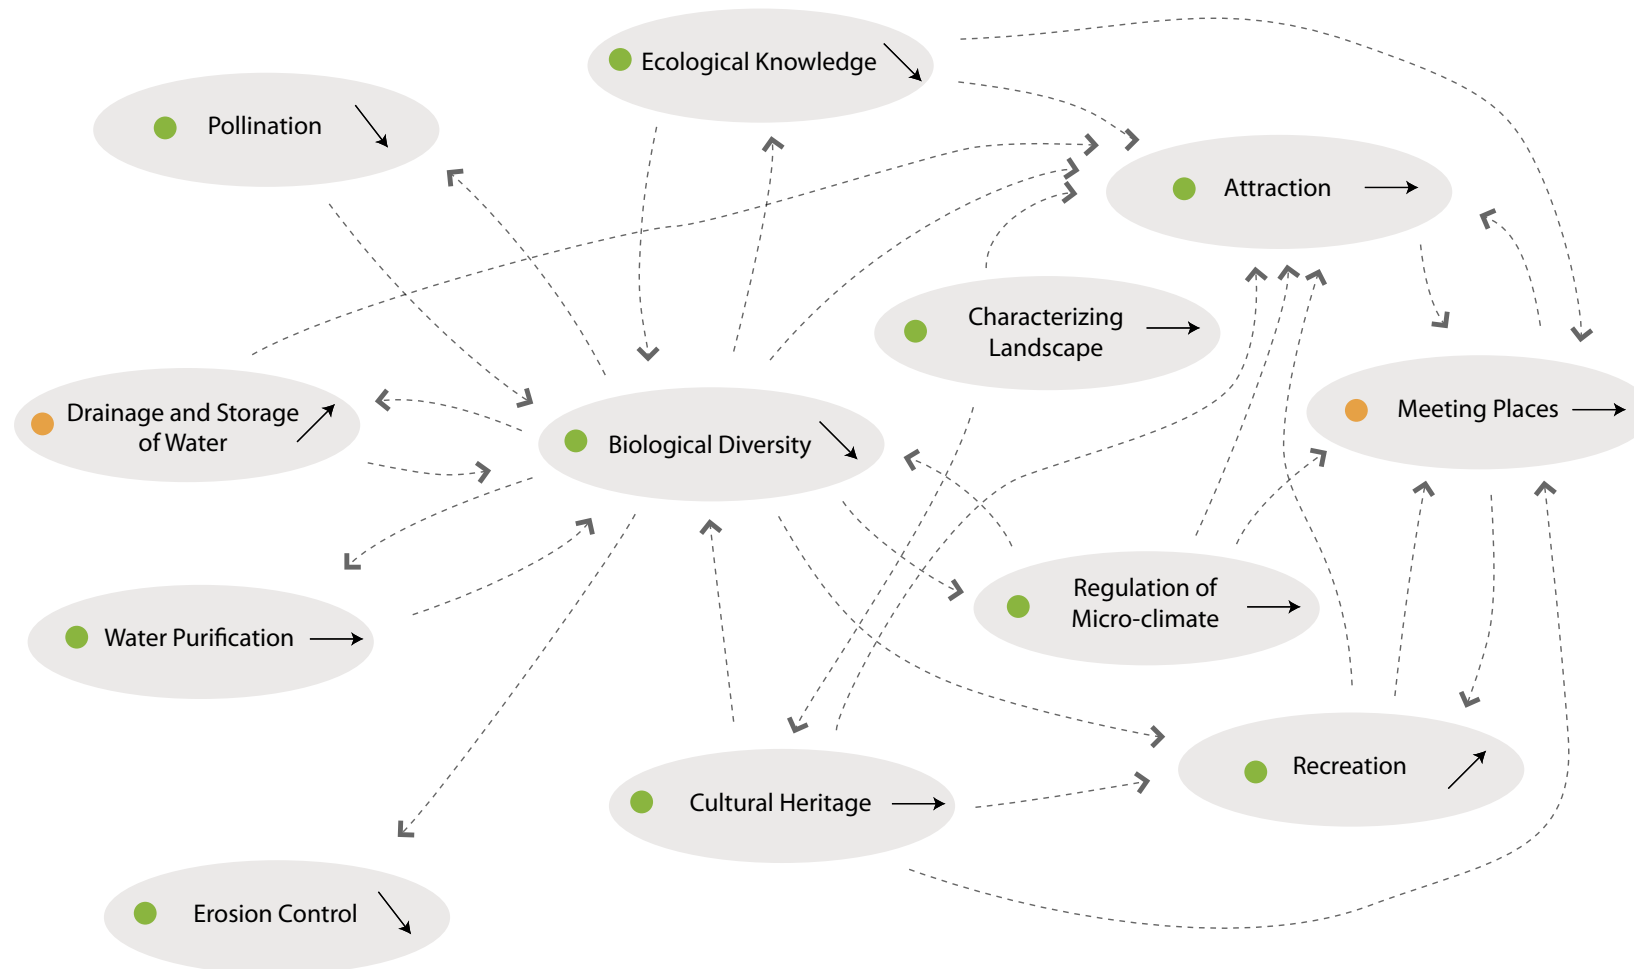 Ecological Knowledge
Pollination
Attraction
Characterizing
Landscape
Drainage and Storage
of Water
Meeting Places
Biological Diversity
Regulation of
Micro-climate
Water Purification
Recreation
Cultural Heritage
Erosion Control